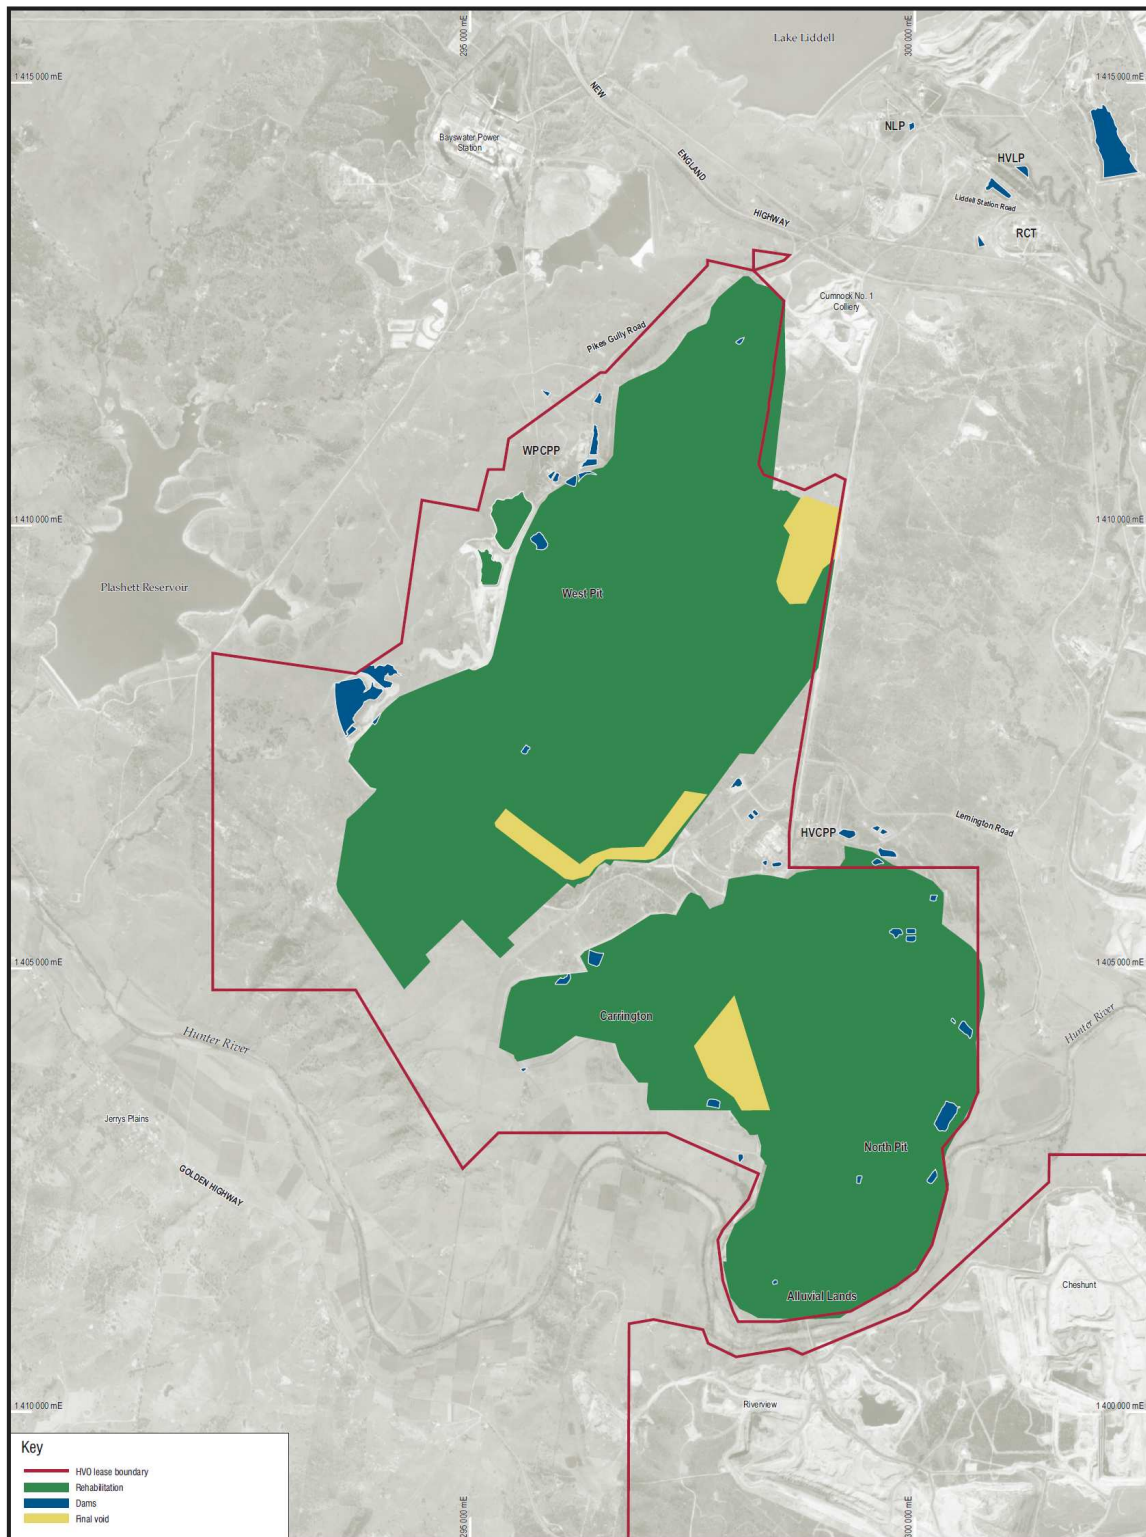 295 000 mE
300 000 mE
Lake Liddell
1 415 000 mE
1 415 000 mE
NEW
ENGLAND
HIGHWAY
Bayswater Power
Station
NLP
HVLP
Liddell Station Road
RCT
Cumnock No. 1
Colliery
Pikes Gully Road
WPCPP
1 410 000 mE
1 410 000 mE
Plashett Reservoir
West Pit
HVCPP
Lemington Road
1 405 000 mE
1 405 000 mE
Carrington
Hunter River
Hunter River
Jerrys Plains
GOLDEN HIGHWAY
North Pit
Alluvial Lands
Cheshunt
Riverview
1 410 000 mE
1 400 000 mE
Key
HVO lease boundary
Rehabilitation
Dams
Final void
295 000 mE
300 000 mE